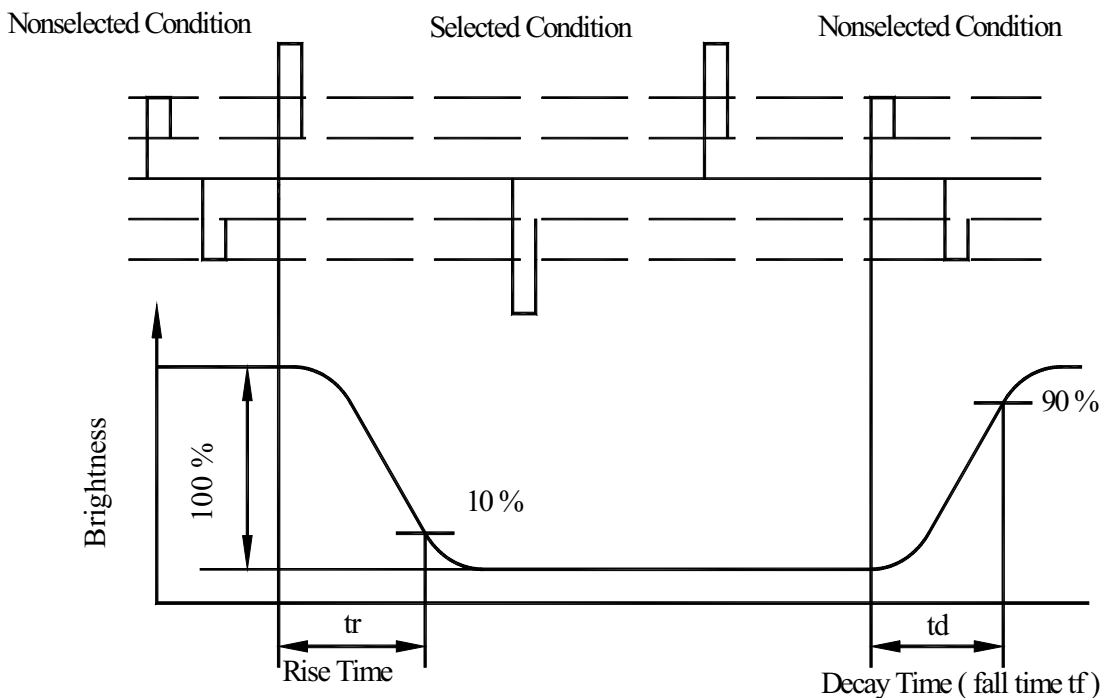 Nonselected Condition
Selected Condition
Nonselected Condition
Brightness
100 %
10 %
90 %
tr
td
Rise Time
Decay Time ( fall time tf )